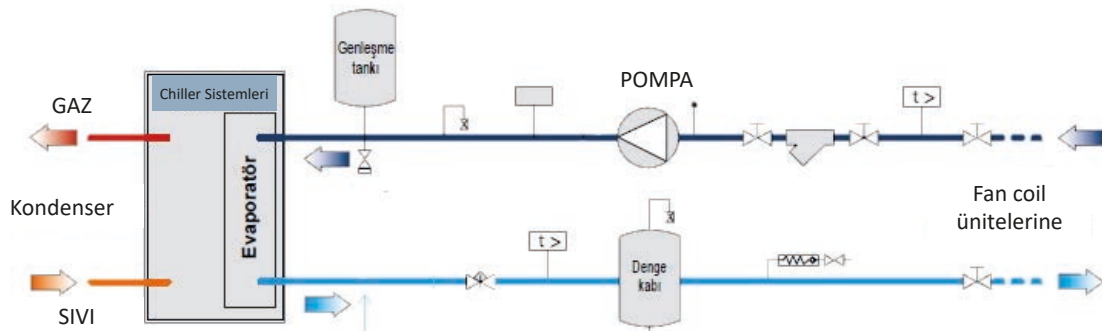 Genleşme
tankı
Chiller Sistemleri
POMPA
GAZ
t >
Evaporatör
Kondenser
Fan coil
ünitelerine
t >
Denge
kabı
SIVI